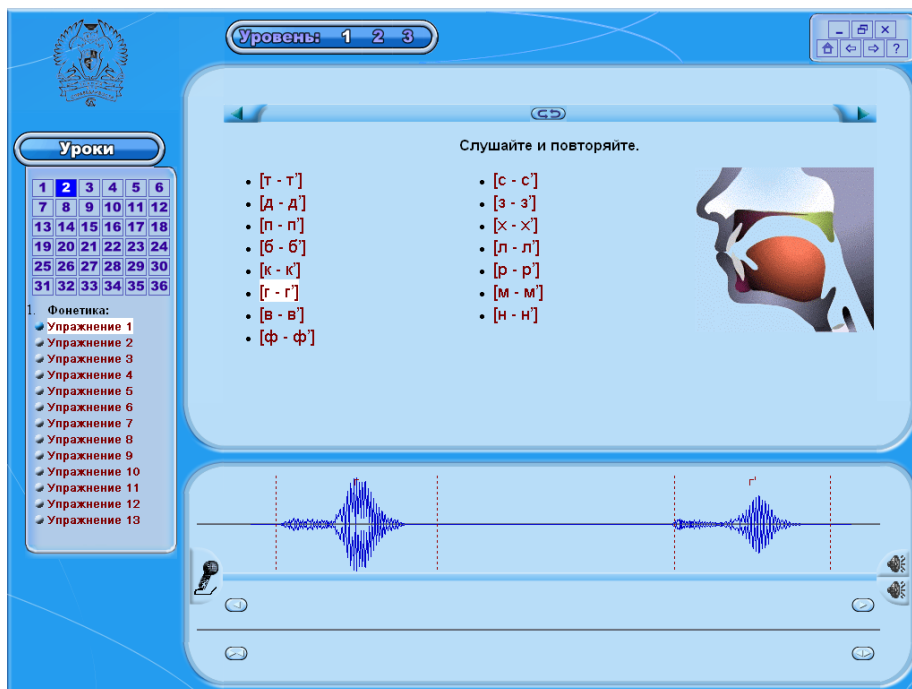 Уровень: 1 2 3
Уроки
1 2 3 4 5 6
7 8 9 10 11 12
13 14 15 16 17 18
19 20 21 22 23 24
25 26 27 28 29 30
31 32 33 34 35 36
1. Фонетика:
Упражнение 1
Упражнение 2
Упражнение 3
Упражнение 4
Упражнение 5
Упражнение 6
Упражнение 7
Упражнение 8
Упражнение 9
Упражнение 10
Упражнение 11
Упражнение 12
Упражнение 13
Слушайте и повторяйте.
[т - т']
[д - д']
[п - п']
[б - б']
[к - к']
[г - г']
[в - в']
[ф - ф']
[с - с']
[з - з']
[х - х']
[л - л']
[р - р']
[м - м']
[н - н']
г
г'
?